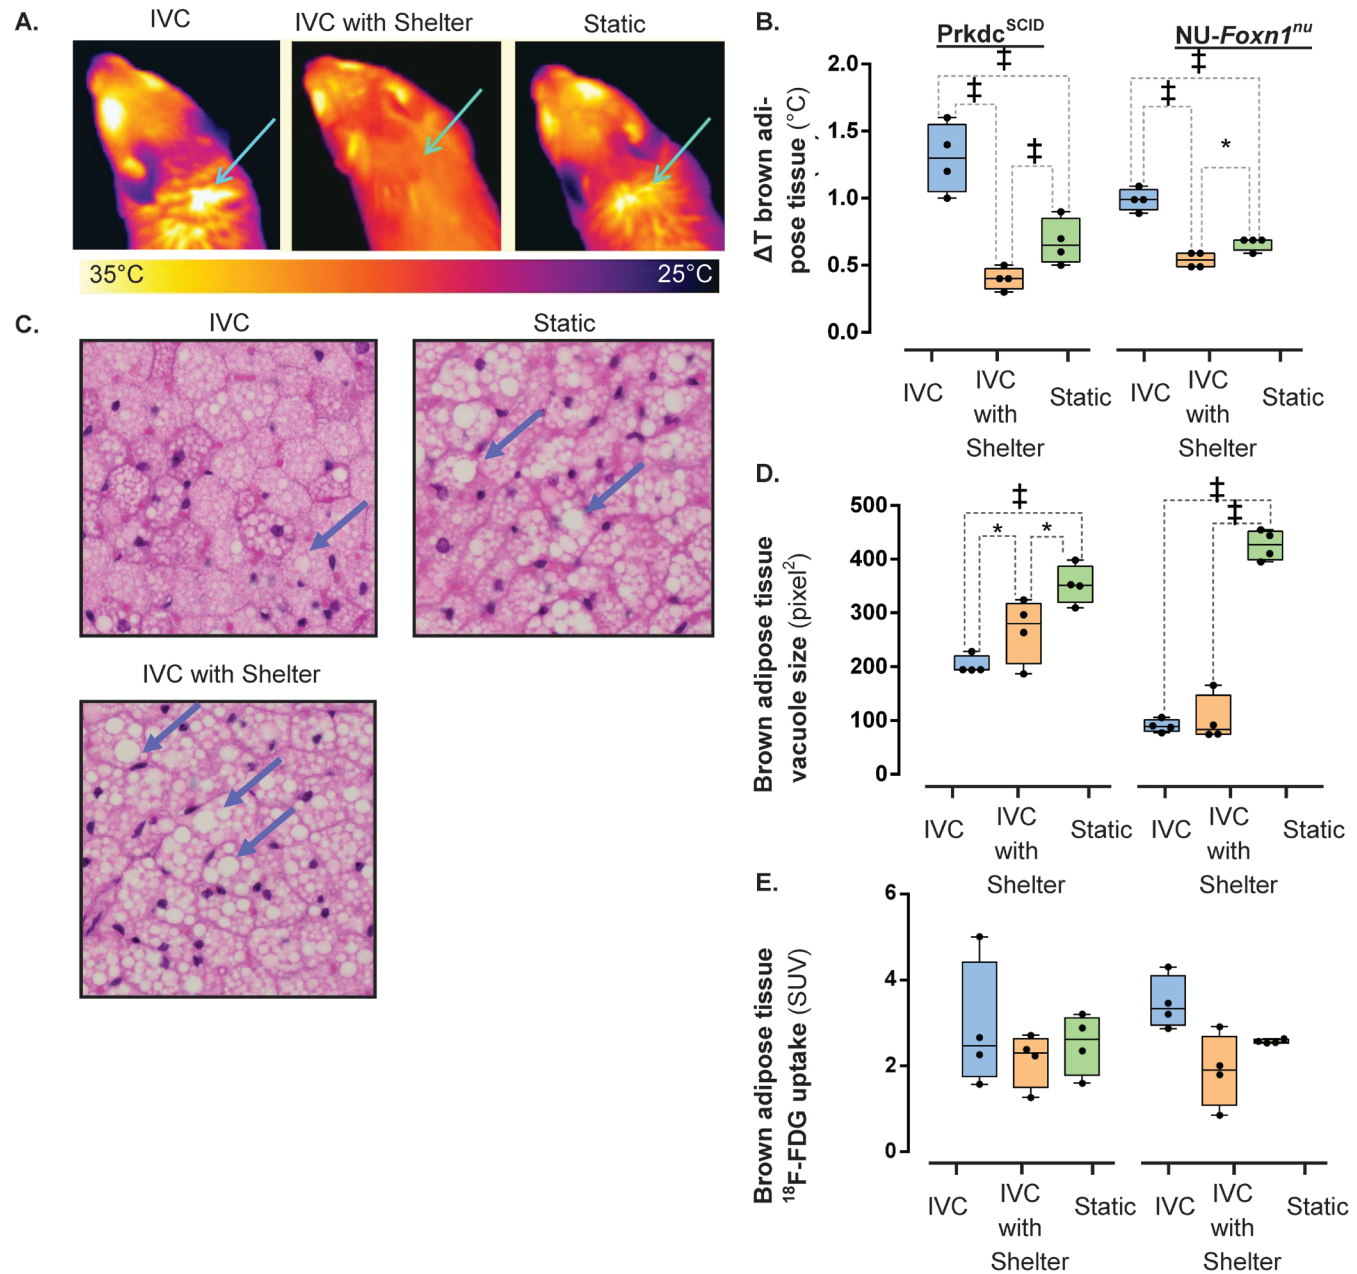 A.
IVC
IVC with Shelter
Static
35°C
25°C
B.
Prkdc^SCID
NU-Foxn1^nu
ΔT brown adi-
pose tissue (°C)
2.0
1.5
1.0
0.5
0.0
‡
‡
‡
‡
‡
*
IVC
IVC
with
Shelter
Static
IVC
IVC
with
Shelter
Static
C.
IVC
Static
IVC with Shelter
D.
Brown adipose tissue
vacuole size (pixel²)
500
400
300
200
100
0
‡
*
*
‡
‡
IVC
IVC
with
Shelter
Static
IVC
IVC
with
Shelter
Static
E.
Brown adipose tissue
¹⁸F-FDG uptake (SUV)
6
4
2
0
IVC
IVC
with
Shelter
Static
IVC
IVC
with
Shelter
Static